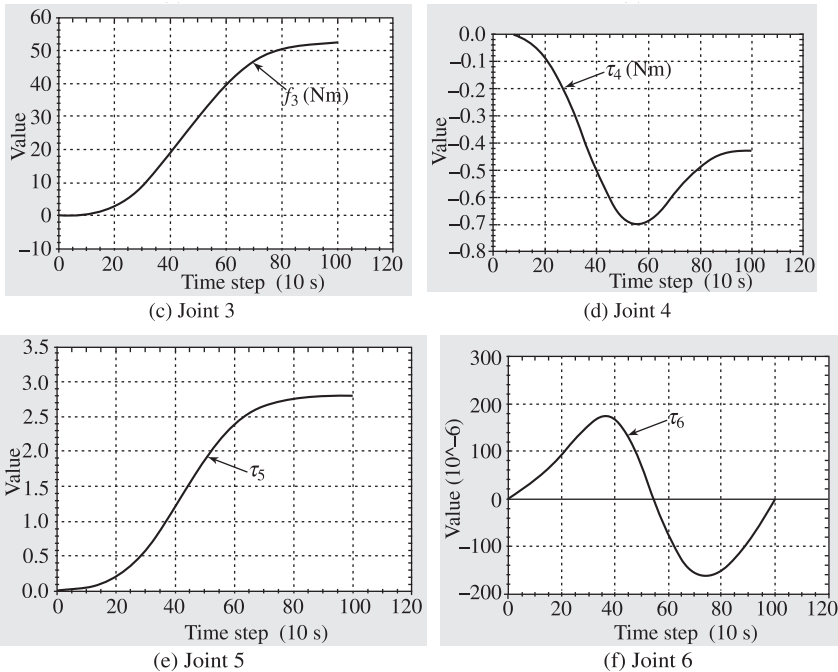 60
50
40
30
20
10
0
−10
Value
f3 (Nm)
0 20 40 60 80 100 120
Time step (10 s)
(c) Joint 3
0.0
−0.1
−0.2
−0.3
−0.4
−0.5
−0.6
−0.7
−0.8
Value
τ4 (Nm)
0 20 40 60 80 100 120
Time step (10 s)
(d) Joint 4
3.5
3.0
2.5
2.0
1.5
1.0
0.5
0.0
Value
τ5
0 20 40 60 80 100 120
Time step (10 s)
(e) Joint 5
300
200
100
0
−100
−200
Value (10^−6)
τ6
0 20 40 60 80 100 120
Time step (10 s)
(f) Joint 6